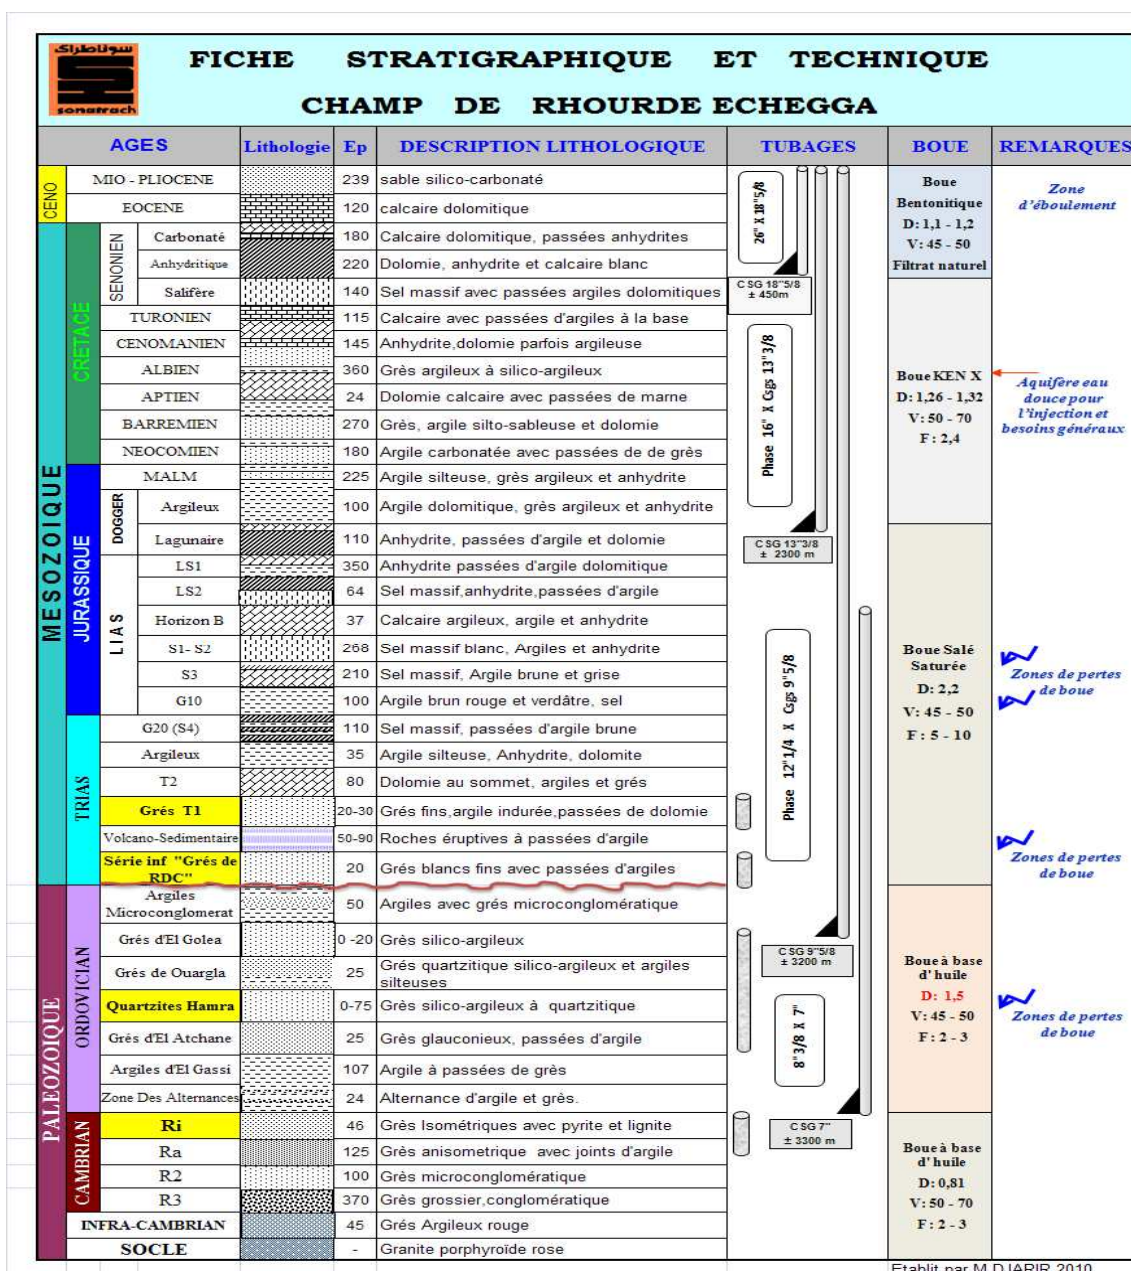 سوناطراك
sonatrach
FICHE STRATIGRAPHIQUE ET TECHNIQUE
CHAMP DE RHOURDE ECHEGGA
AGES Lithologie Ep DESCRIPTION LITHOLOGIQUE TUBAGES BOUE REMARQUES
CENO
MESOZOIQUE
PALEOZOIQUE
CRETACE
JURASSIQUE
TRIAS
ORDOVICIAN
CAMBRIAN
SENONIEN
DOGGER
LIAS
MIO - PLIOCENE 239 sable silico-carbonaté
EOCENE 120 calcaire dolomitique
Carbonaté 180 Calcaire dolomitique, passées anhydrites
Anhydritique 220 Dolomie, anhydrite et calcaire blanc
Salifère 140 Sel massif avec passées argiles dolomitiques
TURONIEN 115 Calcaire avec passées d'argiles à la base
CENOMANIEN 145 Anhydrite,dolomie parfois argileuse
ALBIEN 360 Grès argileux à silico-argileux
APTIEN 24 Dolomie calcaire avec passées de marne
BARREMIEN 270 Grès, argile silto-sableuse et dolomie
NEOCOMIEN 180 Argile carbonatée avec passées de de grès
MALM 225 Argile silteuse, grès argileux et anhydrite
Argileux 100 Argile dolomitique, grès argileux et anhydrite
Lagunaire 110 Anhydrite, passées d'argile et dolomie
LS1 350 Anhydrite passées d'argile dolomitique
LS2 64 Sel massif,anhydrite,passées d'argile
Horizon B 37 Calcaire argileux, argile et anhydrite
S1- S2 268 Sel massif blanc, Argiles et anhydrite
S3 210 Sel massif, Argile brune et grise
G10 100 Argile brun rouge et verdâtre, sel
G20 (S4) 110 Sel massif, passées d'argile brune
Argileux 35 Argile silteuse, Anhydrite, dolomite
T2 80 Dolomie au sommet, argiles et grés
Grés T1 20-30 Grés fins,argile indurée,passées de dolomie
Volcano-Sedimentaire 50-90 Roches éruptives à passées d'argile
Série inf "Grés de
RDC" 20 Grés blancs fins avec passées d'argiles
Argiles
Microconglomerat 50 Argiles avec grés microconglomératique
Grés d'El Golea 0 -20 Grès silico-argileux
Grés de Ouargla 25 Grés quartzitique silico-argileux et argiles
silteuses
Quartzites Hamra 0-75 Grès silico-argileux à quartzitique
Grés d'El Atchane 25 Grès glauconieux, passées d'argile
Argiles d'El Gassi 107 Argile à passées de grès
Zone Des Alternances 24 Alternance d'argile et grès.
Ri 46 Grès Isométriques avec pyrite et lignite
Ra 125 Grès anisometrique avec joints d'argile
R2 100 Grès microconglomératique
R3 370 Grès grossier,conglomératique
INFRA-CAMBRIAN 45 Grés Argileux rouge
SOCLE - Granite porphyroïde rose
26" X 18"5/8
CSG 18"5/8
± 450m
Phase 16" X Csgs 13"3/8
CSG 13"3/8
± 2300 m
Phase 12"1/4 X Csgs 9"5/8
CSG 9"5/8
± 3200 m
8"3/8 X 7"
CSG 7"
± 3300 m
Boue
Bentonitique
D: 1,1 - 1,2
V: 45 - 50
Filtrat naturel
Boue KEN X
D: 1,26 - 1,32
V: 50 - 70
F : 2,4
Boue Salé
Saturée
D: 2,2
V: 45 - 50
F : 5 - 10
Boue à base
d' huile
D: 1,5
V: 45 - 50
F : 2 - 3
Boue à base
d' huile
D: 0,81
V: 50 - 70
F : 2 - 3
Zone
d'éboulement
Aquifère eau
douce pour
l'injection et
besoins généraux
Zones de pertes
de boue
Zones de pertes
de boue
Zones de pertes
de boue
Etablit par M.DJARIR 2010